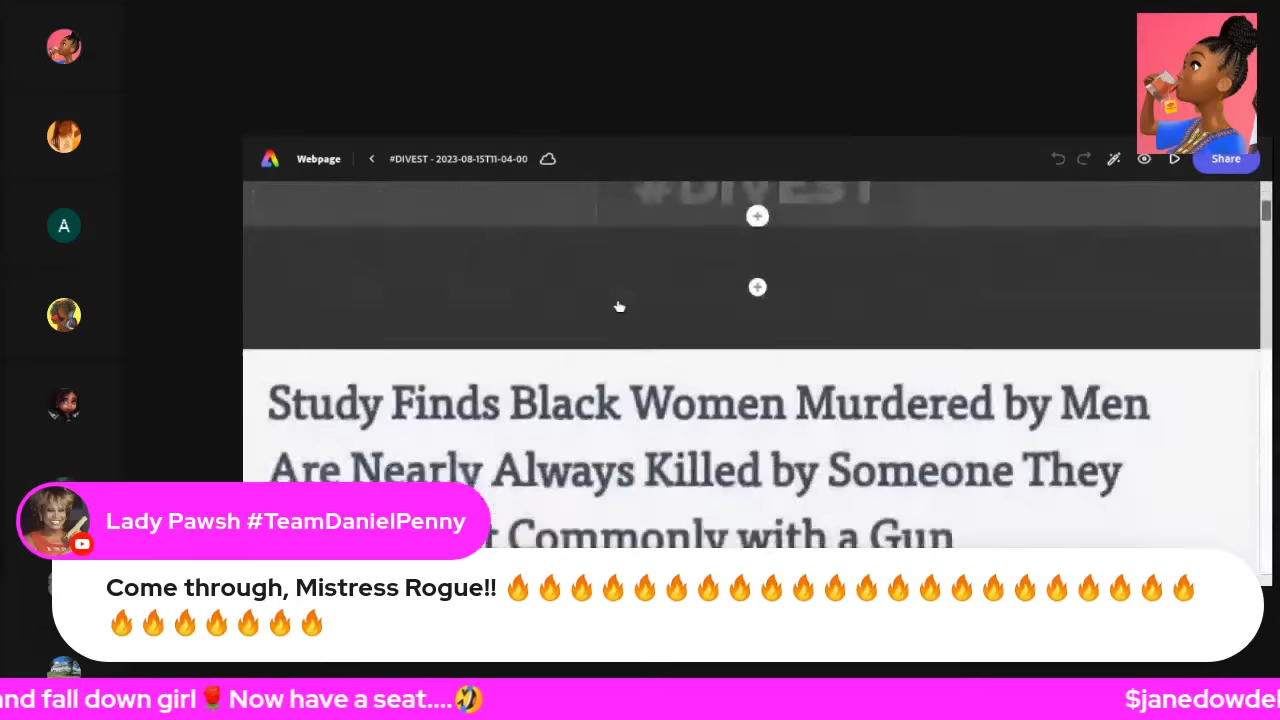 Webpage
#DIVEST - 2023-08-15T11-04-00
Share
#DIVEST
A
Study Finds Black Women Murdered by Men
Are Nearly Always Killed by Someone They
Commonly with a Gun
Lady Pawsh #TeamDanielPenny
Come through, Mistress Rogue!! 🔥🔥🔥🔥🔥🔥🔥🔥🔥🔥🔥🔥🔥🔥🔥🔥🔥🔥🔥🔥🔥🔥
🔥🔥🔥🔥🔥🔥🔥
and fall down girl🌹Now have a seat....🤣
$janedowdel